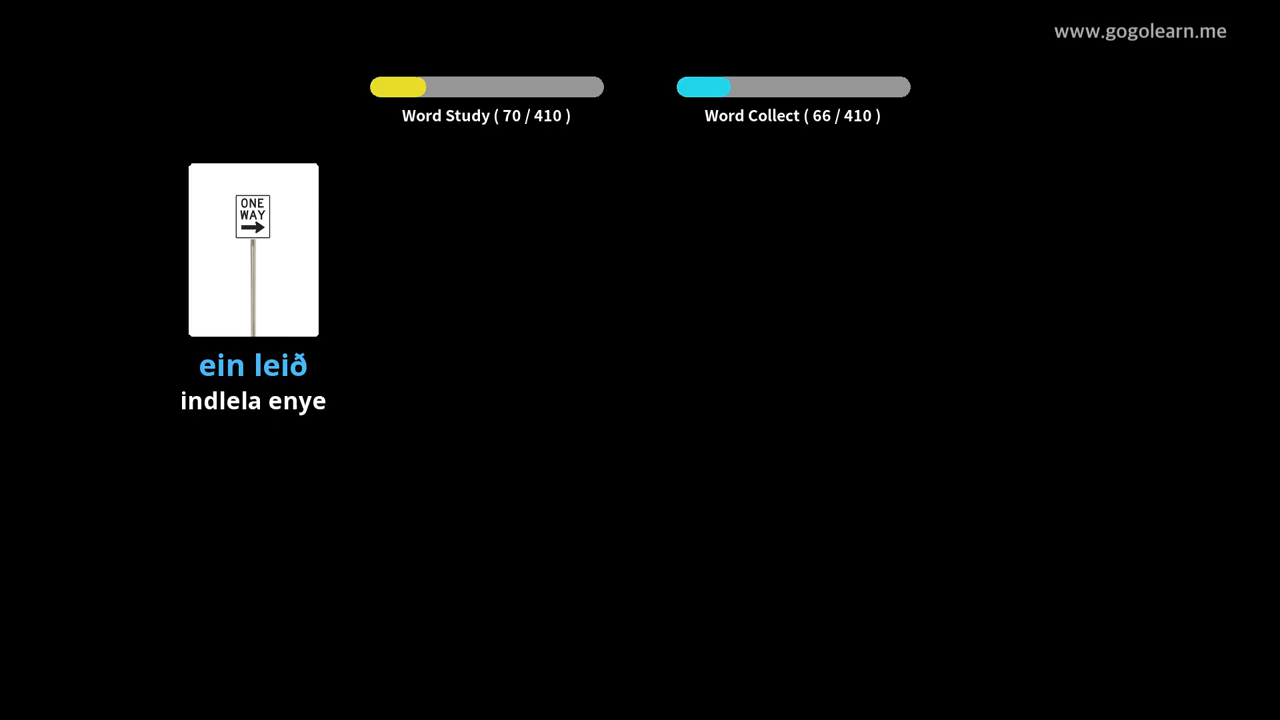 www.gogolearn.me
Word Study ( 70 / 410 )
Word Collect ( 66 / 410 )
ONE
WAY
ein leið
indlela enye